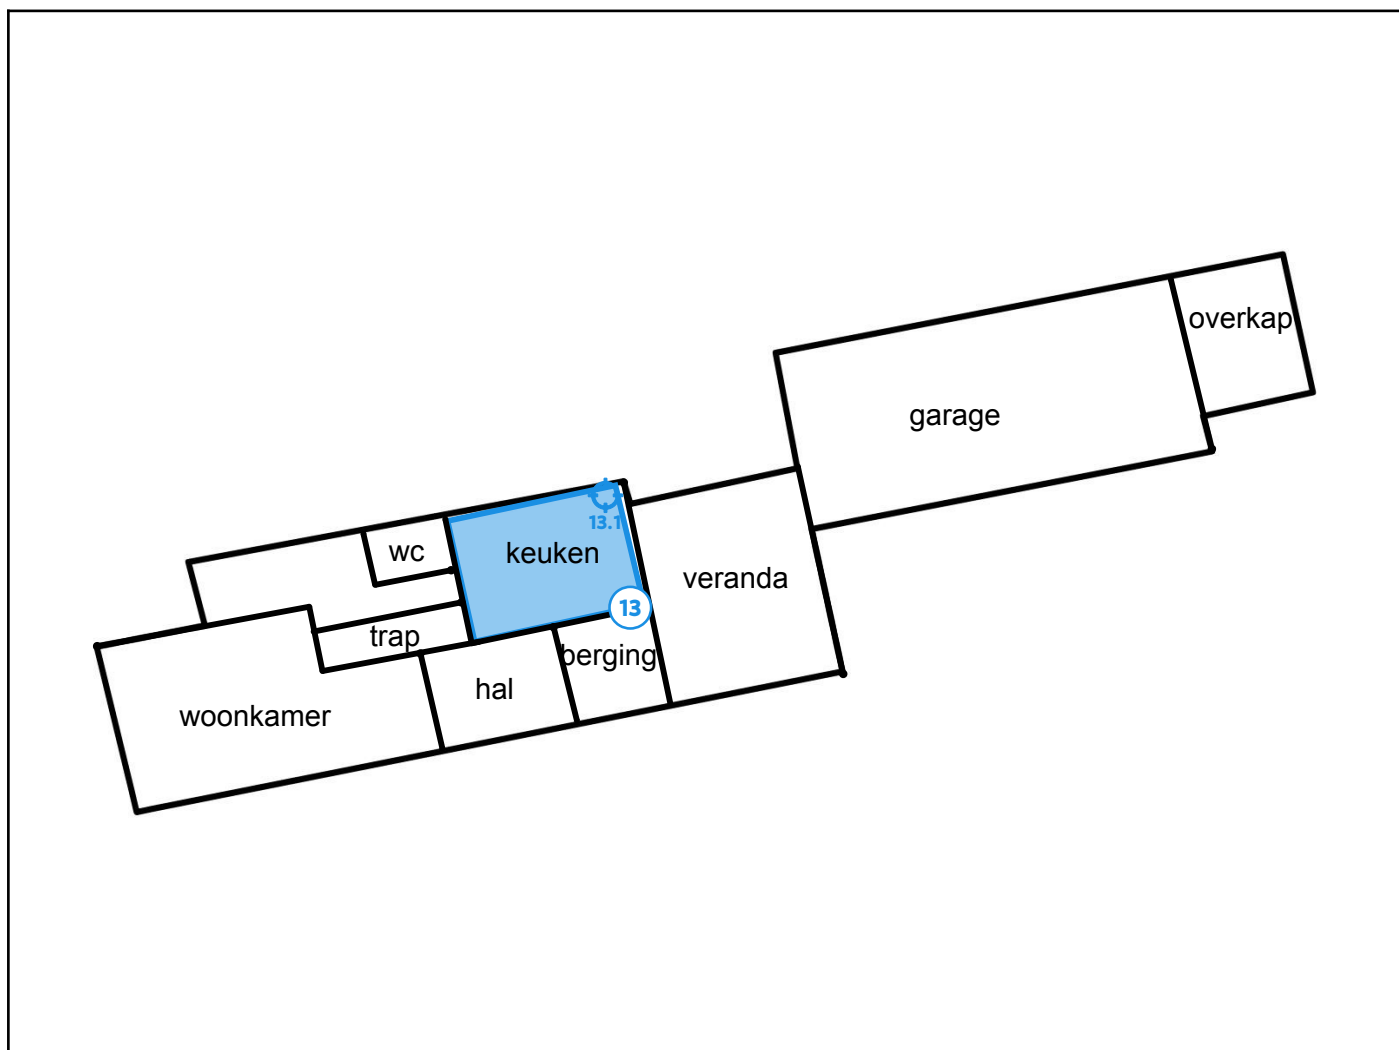 overkap
garage
13.1
wc
keuken
veranda
13
trap
berging
hal
woonkamer